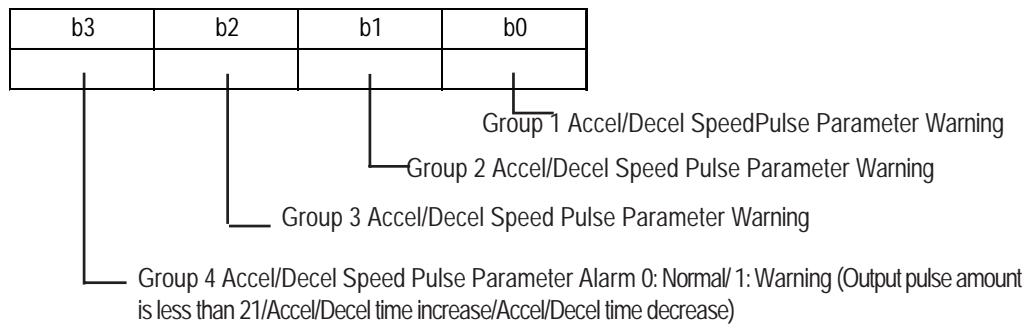 b3 b2 b1 b0
Group 1 Accel/Decel SpeedPulse Parameter Warning
Group 2 Accel/Decel Speed Pulse Parameter Warning
Group 3 Accel/Decel Speed Pulse Parameter Warning
Group 4 Accel/Decel Speed Pulse Parameter Alarm 0: Normal/ 1: Warning (Output pulse amount
is less than 21/Accel/Decel time increase/Accel/Decel time decrease)